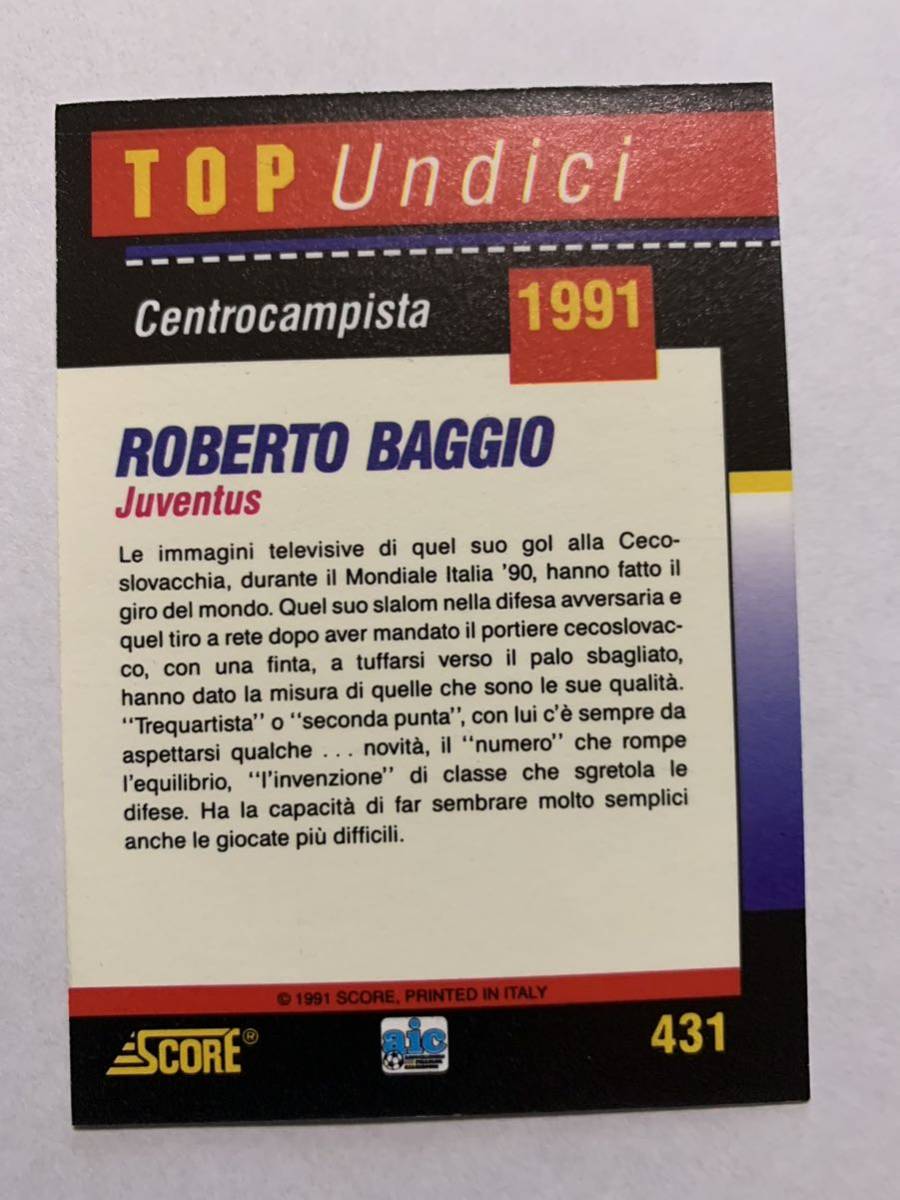 TOP Undici
Centrocampista
1991
ROBERTO BAGGIO
Juventus
Le immagini televisive di quel suo gol alla Ceco-
slovacchia, durante il Mondiale Italia '90, hanno fatto il
giro del mondo. Quel suo slalom nella difesa avversaria e
quel tiro a rete dopo aver mandato il portiere cecoslovac-
co, con una finta, a tuffarsi verso il palo sbagliato,
hanno dato la misura di quelle che sono le sue qualità.
''Trequartista'' o ''seconda punta'', con lui c'è sempre da
aspettarsi qualche . . . novità, il ''numero'' che rompe
l'equilibrio, ''l'invenzione'' di classe che sgretola le
difese. Ha la capacità di far sembrare molto semplici
anche le giocate più difficili.
© 1991 SCORE, PRINTED IN ITALY
SCORE®
aic
431